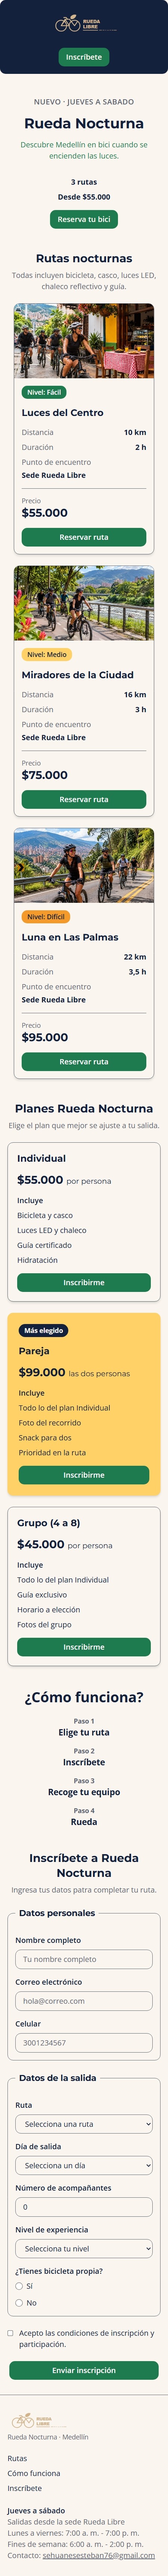 RUEDA
LIBRE
Inscríbete
NUEVO · JUEVES A SABADO
Rueda Nocturna
Descubre Medellín en bici cuando se
encienden las luces.
3 rutas
Desde $55.000
Reserva tu bici
Rutas nocturnas
Todas incluyen bicicleta, casco, luces LED,
chaleco reflectivo y guía.
Nivel: Fácil
Luces del Centro
Distancia 10 km
Duración 2 h
Punto de encuentro
Sede Rueda Libre
Precio
$55.000
Reservar ruta
Nivel: Medio
Miradores de la Ciudad
Distancia 16 km
Duración 3 h
Punto de encuentro
Sede Rueda Libre
Precio
$75.000
Reservar ruta
Nivel: Difícil
Luna en Las Palmas
Distancia 22 km
Duración 3,5 h
Punto de encuentro
Sede Rueda Libre
Precio
$95.000
Reservar ruta
Planes Rueda Nocturna
Elige el plan que mejor se ajuste a tu salida.
Individual
$55.000 por persona
Incluye
Bicicleta y casco
Luces LED y chaleco
Guía certificado
Hidratación
Inscribirme
Más elegido
Pareja
$99.000 las dos personas
Incluye
Todo lo del plan Individual
Foto del recorrido
Snack para dos
Prioridad en la ruta
Inscribirme
Grupo (4 a 8)
$45.000 por persona
Incluye
Todo lo del plan Individual
Guía exclusivo
Horario a elección
Fotos del grupo
Inscribirme
¿Cómo funciona?
Paso 1
Elige tu ruta
Paso 2
Inscríbete
Paso 3
Recoge tu equipo
Paso 4
Rueda
Inscríbete a Rueda
Nocturna
Ingresa tus datos patra completar tu ruta.
Datos personales
Nombre completo
Tu nombre completo
Correo electrónico
hola@correo.com
Celular
3001234567
Datos de la salida
Ruta
Selecciona una ruta
Día de salida
Selecciona un día
Número de acompañantes
0
Nivel de experiencia
Selecciona tu nivel
¿Tienes bicicleta propia?
Sí
No
Acepto las condiciones de inscripción y
participación.
Enviar inscripción
RUEDA
LIBRE
Rueda Nocturna · Medellín
Rutas
Cómo funciona
Inscríbete
Jueves a sábado
Salidas desde la sede Rueda Libre
Lunes a viernes: 7:00 a. m. - 7:00 p. m.
Fines de semana: 6:00 a. m. - 2:00 p. m.
Contacto: sehuanesesteban76@gmail.com